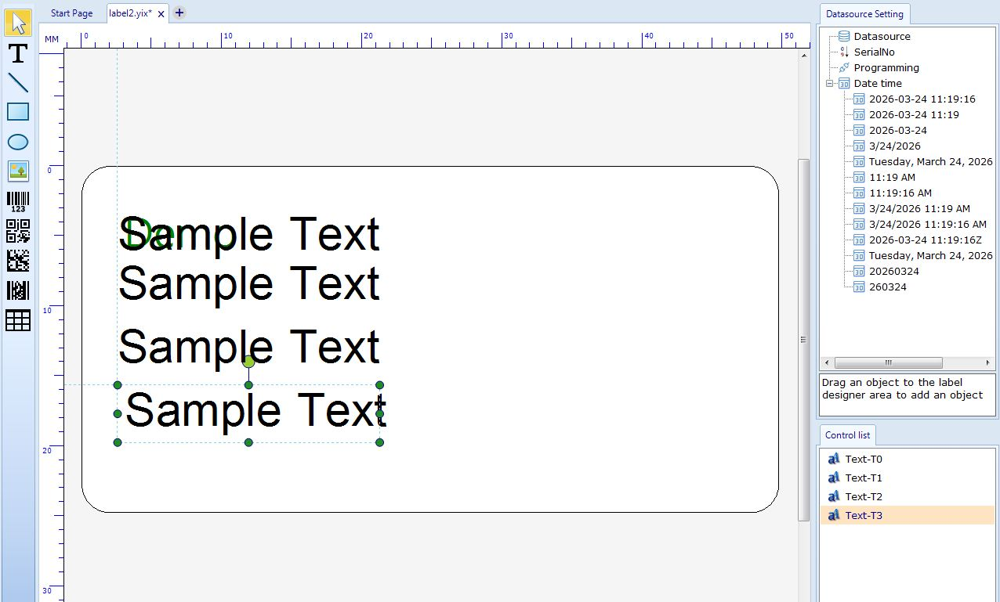 Start Page
label2.yix* x
+
Datasource Setting
MM
0 10 20 30 40 50
T
Datasource
SerialNo
Programming
Date time
2026-03-24 11:19:16
2026-03-24 11:19
2026-03-24
3/24/2026
Tuesday, March 24, 2026
11:19 AM
11:19:16 AM
3/24/2026 11:19 AM
3/24/2026 11:19:16 AM
2026-03-24 11:19:16Z
Tuesday, March 24, 2026
20260324
260324
0
10
20
30
123
Sample Text
Sample Text
Sample Text
Sample Text
Drag an object to the label
designer area to add an object
Control list
Text-T0
Text-T1
Text-T2
Text-T3